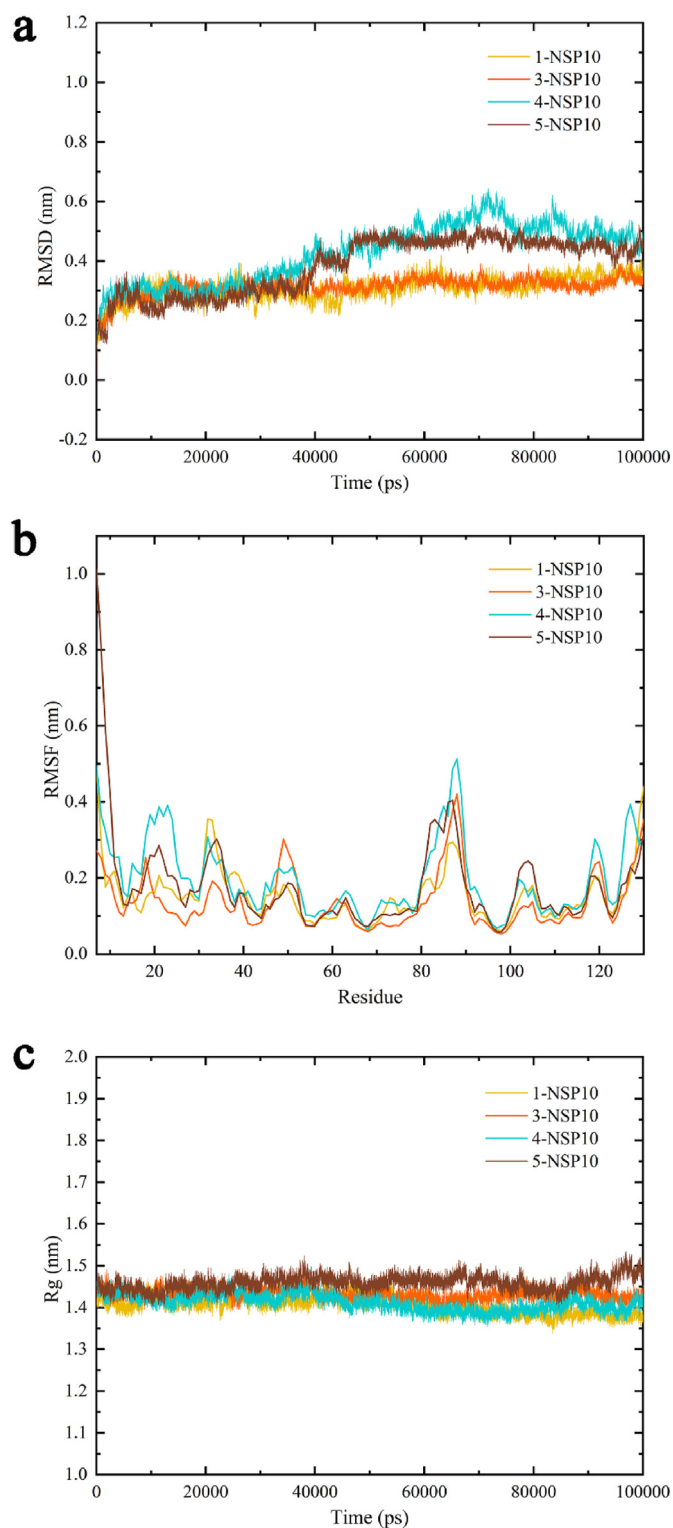 a
1.2
1.0
0.8
0.6
0.4
0.2
0.0
-0.2
RMSD (nm)
1-NSP10
3-NSP10
4-NSP10
5-NSP10
0 20000 40000 60000 80000 100000
Time (ps)
b
1.0
0.8
0.6
0.4
0.2
0.0
RMSF (nm)
1-NSP10
3-NSP10
4-NSP10
5-NSP10
20 40 60 80 100 120
Residue
c
2.0
1.9
1.8
1.7
1.6
1.5
1.4
1.3
1.2
1.1
1.0
Rg (nm)
1-NSP10
3-NSP10
4-NSP10
5-NSP10
0 20000 40000 60000 80000 100000
Time (ps)